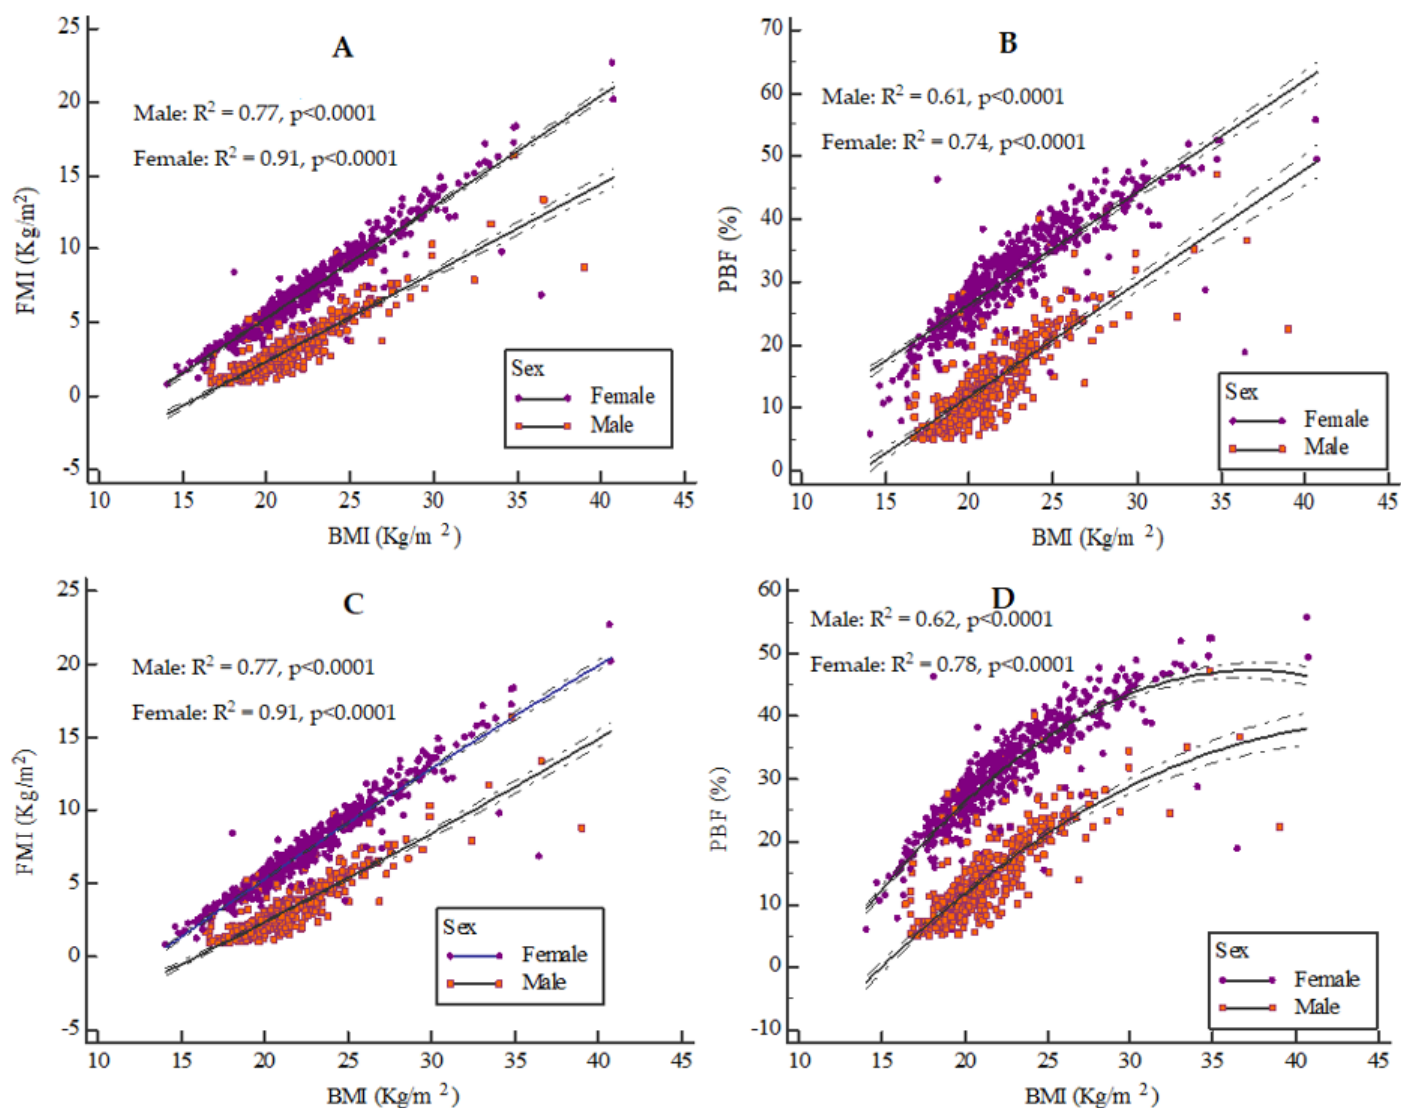 A
Male: R² = 0.77, p<0.0001
Female: R² = 0.91, p<0.0001
FMI (Kg/m²)
25
20
15
10
5
0
-5
Sex
Female
Male
10 15 20 25 30 35 40 45
BMI (Kg/m ²)
B
Male: R² = 0.61, p<0.0001
Female: R² = 0.74, p<0.0001
PBF (%)
70
60
50
40
30
20
10
0
Sex
Female
Male
10 15 20 25 30 35 40 45
BMI (Kg/m ²)
C
Male: R² = 0.77, p<0.0001
Female: R² = 0.91, p<0.0001
FMI (Kg/m²)
25
20
15
10
5
0
-5
Sex
Female
Male
10 15 20 25 30 35 40 45
BMI (Kg/m ²)
D
Male: R² = 0.62, p<0.0001
Female: R² = 0.78, p<0.0001
PBF (%)
60
50
40
30
20
10
0
-10
Sex
Female
Male
10 15 20 25 30 35 40 45
BMI (Kg/m ²)